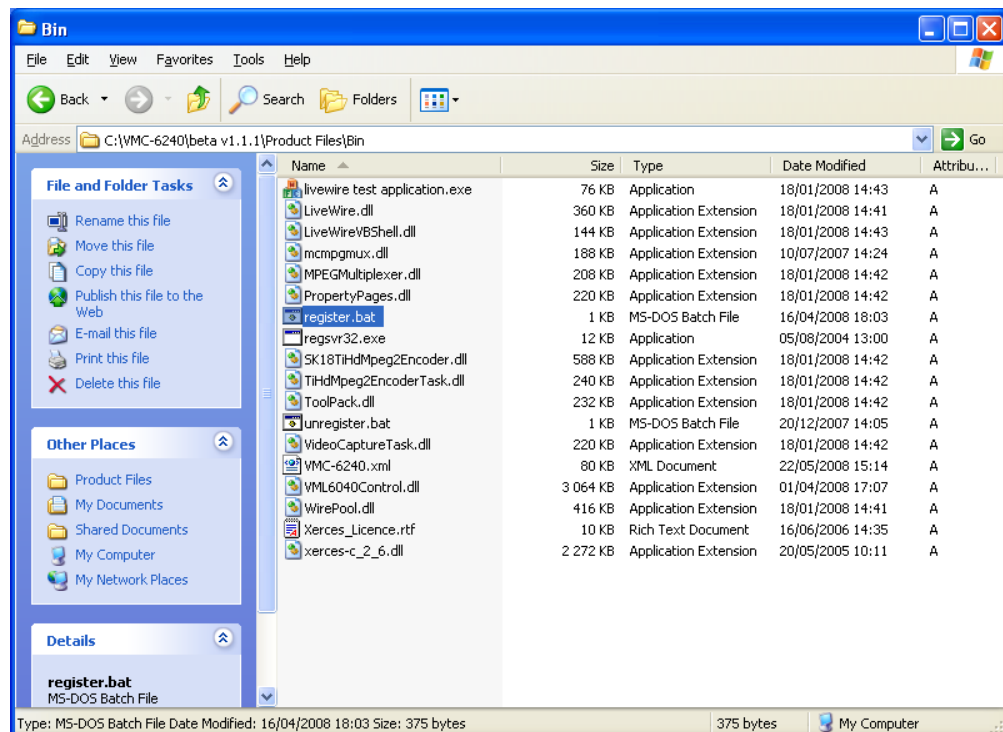 Bin
File Edit View Favorites Tools Help
Back Search Folders
Address C:\VMC-6240\beta v1.1.1\Product Files\Bin Go
File and Folder Tasks
Rename this file
Move this file
Copy this file
Publish this file to the
Web
E-mail this file
Print this file
Delete this file
Other Places
Product Files
My Documents
Shared Documents
My Computer
My Network Places
Details
register.bat
MS-DOS Batch File
Name Size Type Date Modified Attribu...
livewire test application.exe 76 KB Application 18/01/2008 14:43 A
LiveWire.dll 360 KB Application Extension 18/01/2008 14:41 A
LiveWireVBShell.dll 144 KB Application Extension 18/01/2008 14:43 A
mcmpgmux.dll 188 KB Application Extension 10/07/2007 14:24 A
MPEGMultiplexer.dll 208 KB Application Extension 18/01/2008 14:42 A
PropertyPages.dll 220 KB Application Extension 18/01/2008 14:42 A
register.bat 1 KB MS-DOS Batch File 16/04/2008 18:03 A
regsvr32.exe 12 KB Application 05/08/2004 13:00 A
SK18TiHdMpeg2Encoder.dll 588 KB Application Extension 18/01/2008 14:42 A
TiHdMpeg2EncoderTask.dll 240 KB Application Extension 18/01/2008 14:42 A
ToolPack.dll 232 KB Application Extension 18/01/2008 14:42 A
unregister.bat 1 KB MS-DOS Batch File 20/12/2007 14:05 A
VideoCaptureTask.dll 220 KB Application Extension 18/01/2008 14:42 A
VMC-6240.xml 80 KB XML Document 22/05/2008 15:14 A
VML6040Control.dll 3 064 KB Application Extension 01/04/2008 17:07 A
WirePool.dll 416 KB Application Extension 18/01/2008 14:41 A
Xerces_Licence.rtf 10 KB Rich Text Document 16/06/2006 14:35 A
xerces-c_2_6.dll 2 272 KB Application Extension 20/05/2005 10:11 A
Type: MS-DOS Batch File Date Modified: 16/04/2008 18:03 Size: 375 bytes 375 bytes My Computer